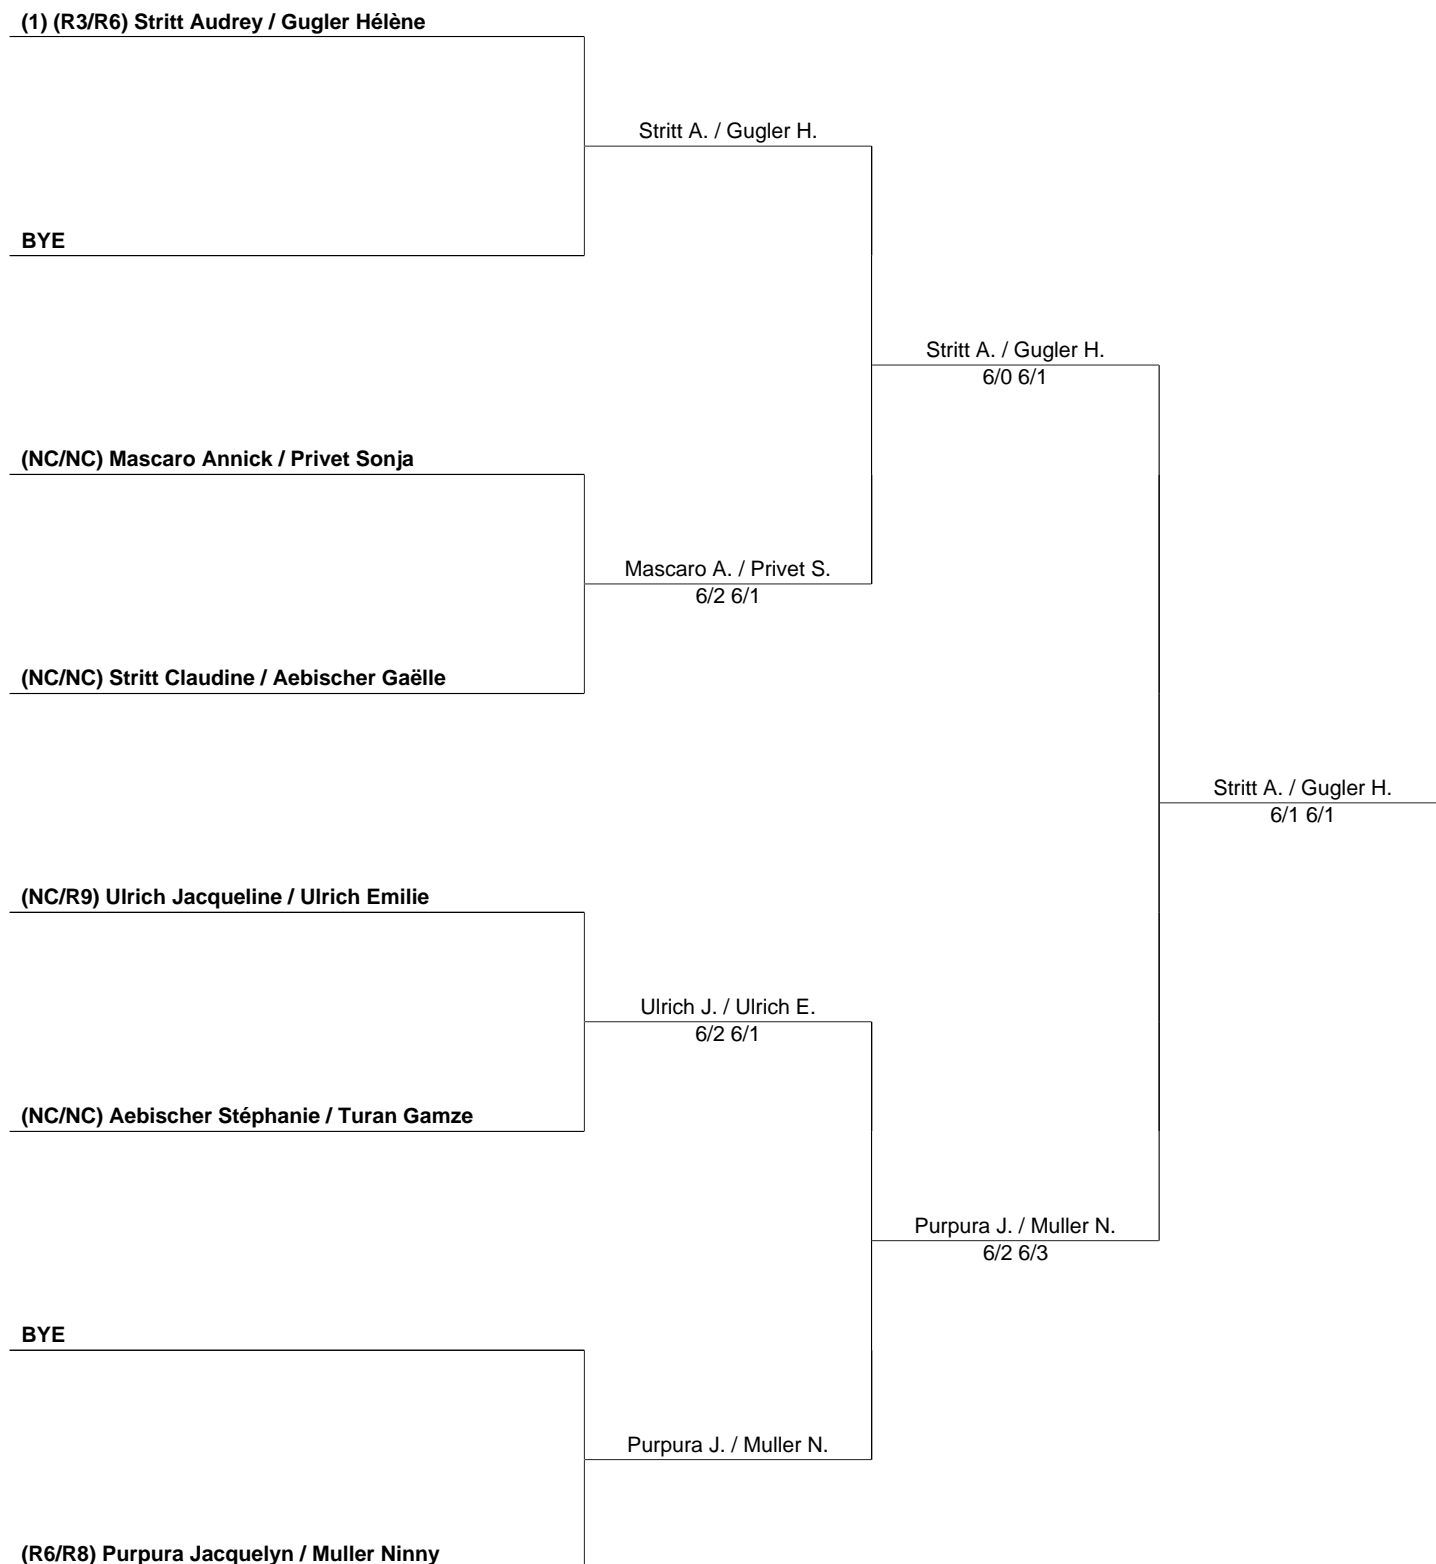 (1) (R3/R6) Stritt Audrey / Gugler Hélène
Stritt A. / Gugler H.
BYE
Stritt A. / Gugler H.
6/0 6/1
(NC/NC) Mascaro Annick / Privet Sonja
Mascaro A. / Privet S.
6/2 6/1
(NC/NC) Stritt Claudine / Aebischer Gaëlle
Stritt A. / Gugler H.
6/1 6/1
(NC/R9) Ulrich Jacqueline / Ulrich Emilie
Ulrich J. / Ulrich E.
6/2 6/1
(NC/NC) Aebischer Stéphanie / Turan Gamze
Purpura J. / Muller N.
6/2 6/3
BYE
Purpura J. / Muller N.
(R6/R8) Purpura Jacquelyn / Muller Ninny